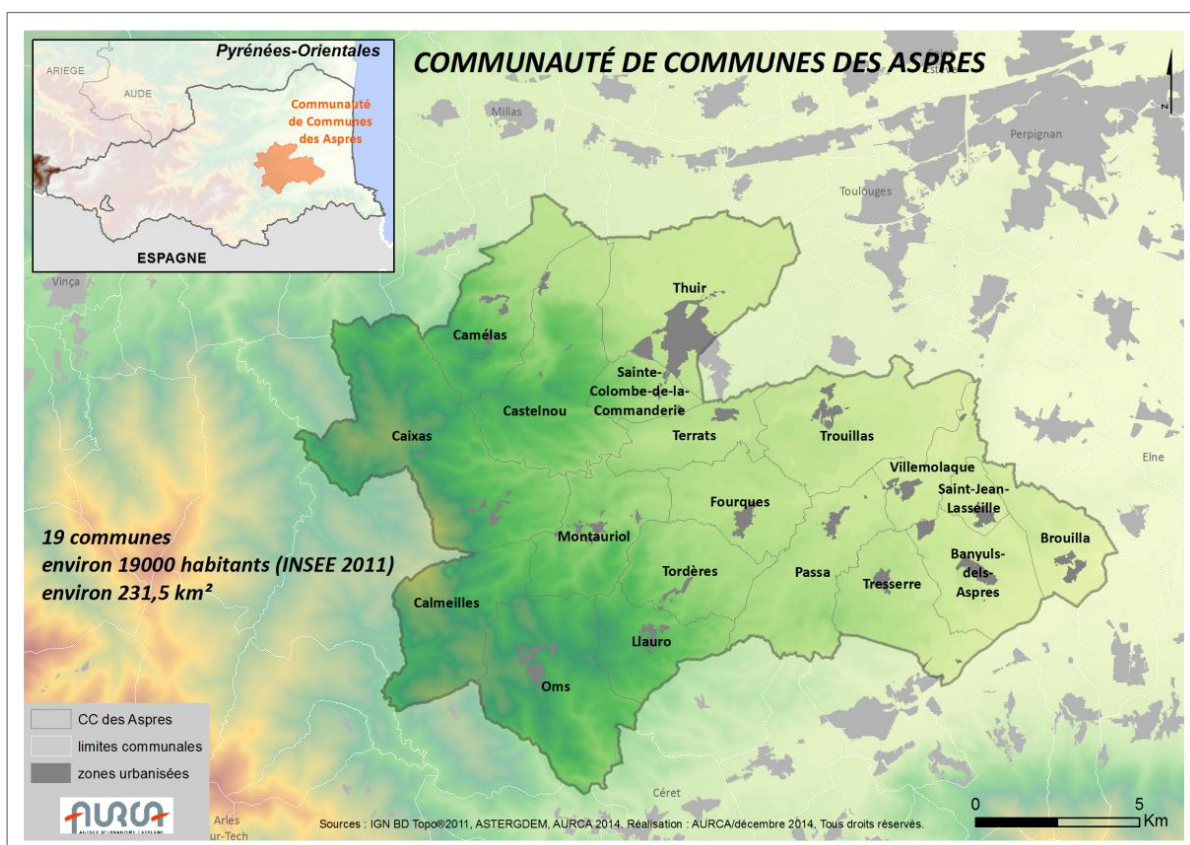 Pyrénées-Orientales
ARIEGE
AUDE
Communauté
de Communes
des Aspres
ESPAGNE
COMMUNAUTÉ DE COMMUNES DES ASPRES
N
Millas
Perpignan
Toulouges
Vinça
Thuir
Camélas
Sainte-
Colombe-de-la-
Commanderie
Castelnou
Caixas
Terrats
Trouillas
Elne
Villemolaque
Saint-Jean-
Lasseille
Fourques
Montauriol
Brouilla
Banyuls-
dels-
Aspres
Tordères
Passa
Tresserre
Calmeilles
Llauro
Oms
19 communes
environ 19000 habitants (INSEE 2011)
environ 231,5 km²
CC des Aspres
limites communales
zones urbanisées
AURCA
Céret
Arles
sur-Tech
0 5
Km
Sources : IGN BD Topo®2011, ASTERGDEM, AURCA 2014. Réalisation : AURCA/décembre 2014. Tous droits réservés.